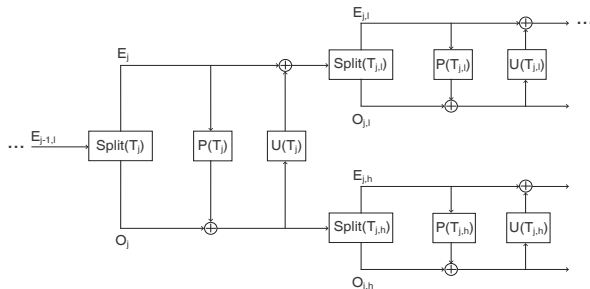 E_{j,l} ...
E_j
Split(T_{j,l}) P(T_{j,l}) U(T_{j,l})
O_{j,l}
... E_{j-1,l} Split(T_j) P(T_j) U(T_j)
E_{j,h}
Split(T_{j,h}) P(T_{j,h}) U(T_{j,h})
O_j
O_{j,h}